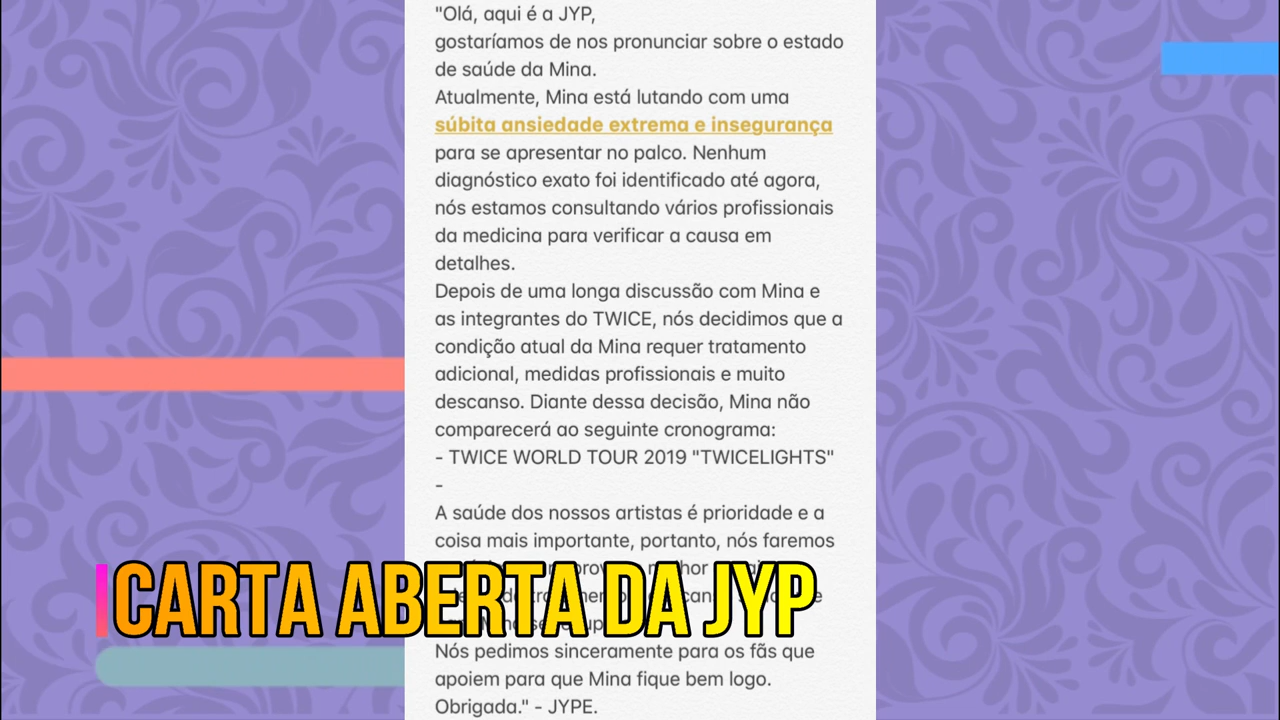 "Olá, aqui é a JYP,
gostaríamos de nos pronunciar sobre o estado
de saúde da Mina.
Atualmente, Mina está lutando com uma
súbita ansiedade extrema e insegurança
para se apresentar no palco. Nenhum
diagnóstico exato foi identificado até agora,
nós estamos consultando vários profissionais
da medicina para verificar a causa em
detalhes.
Depois de uma longa discussão com Mina e
as integrantes do TWICE, nós decidimos que a
condição atual da Mina requer tratamento
adicional, medidas profissionais e muito
descanso. Diante dessa decisão, Mina não
comparecerá ao seguinte cronograma:
- TWICE WORLD TOUR 2019 "TWICELIGHTS"
-
A saúde dos nossos artistas é prioridade e a
coisa mais importante, portanto, nós faremos
CARTA ABERTA DA JYP
Nós pedimos sinceramente para os fãs que
apoiem para que Mina fique bem logo.
Obrigada." - JYPE.